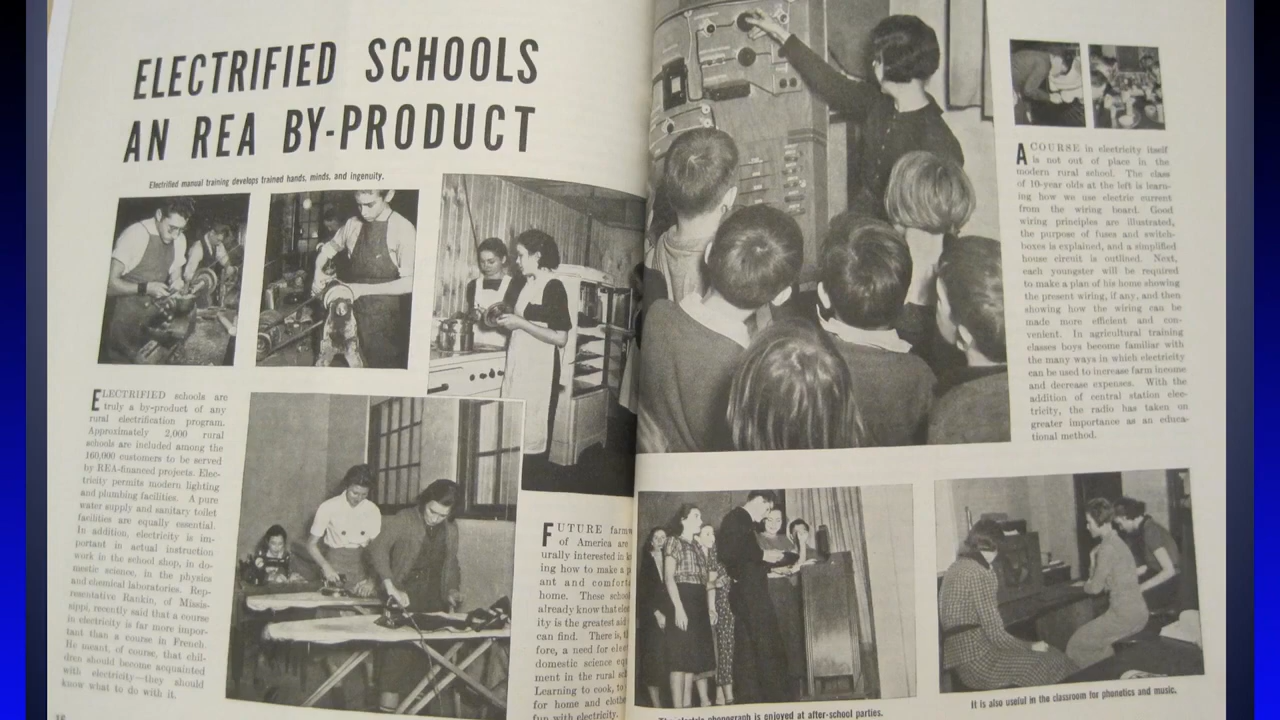 ELECTRIFIED SCHOOLS
AN REA BY-PRODUCT
Electrified manual training develops trained hands, minds, and ingenuity.
ELECTRIFIED schools are
truly a by-product of any
rural electrification program.
Approximately 2,000 rural
schools are included among the
160,000 customers to be served
by REA-financed projects. Elec-
tricity permits modern lighting
and plumbing facilities. A pure
water supply and sanitary toilet
facilities are equally essential.
In addition, electricity is im-
portant in actual instruction
work in the school shop, in do-
mestic science, in the physics
and chemical laboratories. Rep-
resentative Rankin, of Missis-
sippi, recently said that a course
in electricity is far more impor-
tant than a course in French.
He meant, of course, that chil-
dren should become acquainted
with electricity—they should
know what to do with it.
16
FUTURE farm
of America are
urally interested in
ing how to make a p
ant and comfort
home. These schoo
already know that elec
ity is the greatest aid
can find. There is, t
fore, a need for elec
domestic science eq
ment in the rural sc
Learning to cook, to
for home and clothe
fun with electricity.
A COURSE in electricity itself
is not out of place in the
modern rural school. The class
of 10-year olds at the left is learn-
ing how we use electric current
from the wiring board. Good
wiring principles are illustrated,
the purpose of fuses and switch-
boxes is explained, and a simplified
house circuit is outlined. Next,
each youngster will be required
to make a plan of his home showing
the present wiring, if any, and then
showing how the wiring can be
made more efficient and con-
venient. In agricultural training
classes boys become familiar with
the many ways in which electricity
can be used to increase farm income
and decrease expenses. With the
addition of central station elec-
tricity, the radio has taken on
greater importance as an educa-
tional method.
electric phonograph is enjoyed at after-school parties.
It is also useful in the classroom for phonetics and music.